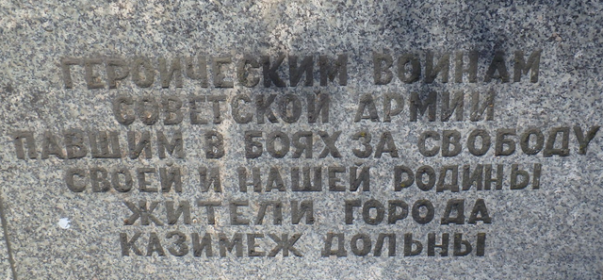 ГЕРОИЧЕСКИМ ВОИНАМ
СОВЕТСКОЙ АРМИИ
ПАВШИМ В БОЯХ ЗА СВОБОДУ
СВОЕЙ И НАШЕЙ РОДИНЫ
ЖИТЕЛИ ГОРОДА
КАЗИМЕЖ ДОЛЬНЫ